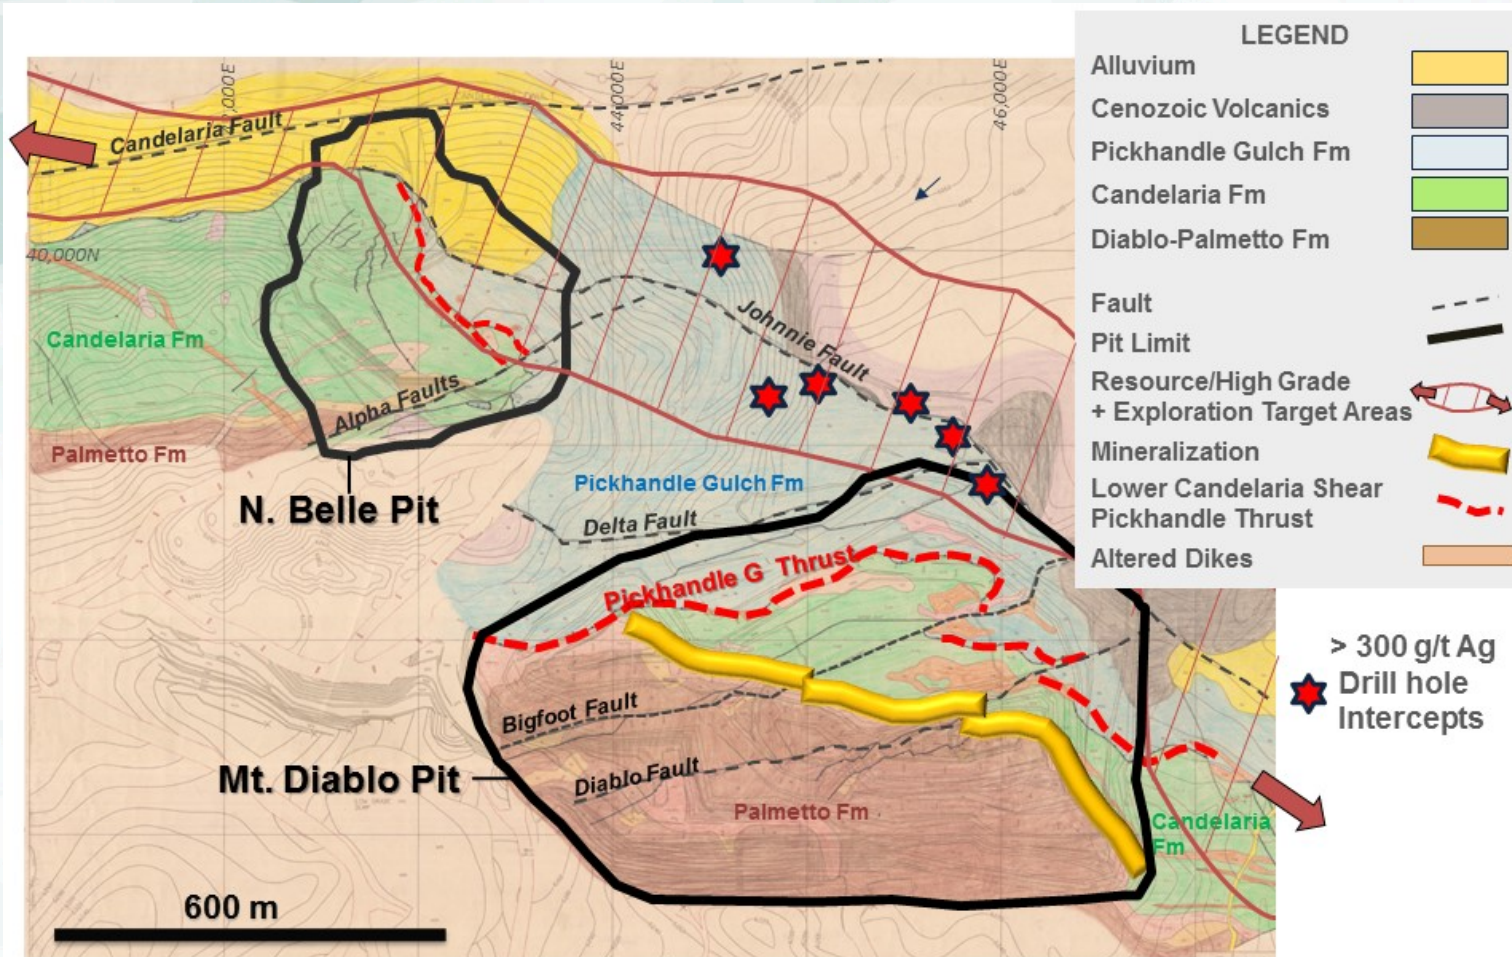 LEGEND
Alluvium
Cenozoic Volcanics
Pickhandle Gulch Fm
Candelaria Fm
Diablo-Palmetto Fm
Fault
Pit Limit
Resource/High Grade
+ Exploration Target Areas
Mineralization
Lower Candelaria Shear
Pickhandle Thrust
Altered Dikes
> 300 g/t Ag
Drill hole
Intercepts
44,000E
46,000E
Candelaria Fault
40,000N
Johnnie Fault
Candelaria Fm
Alpha Faults
Palmetto Fm
N. Belle Pit
Pickhandle Gulch Fm
Delta Fault
Pickhandle G Thrust
Bigfoot Fault
Mt. Diablo Pit
Diablo Fault
Palmetto Fm
Candelaria
Fm
600 m